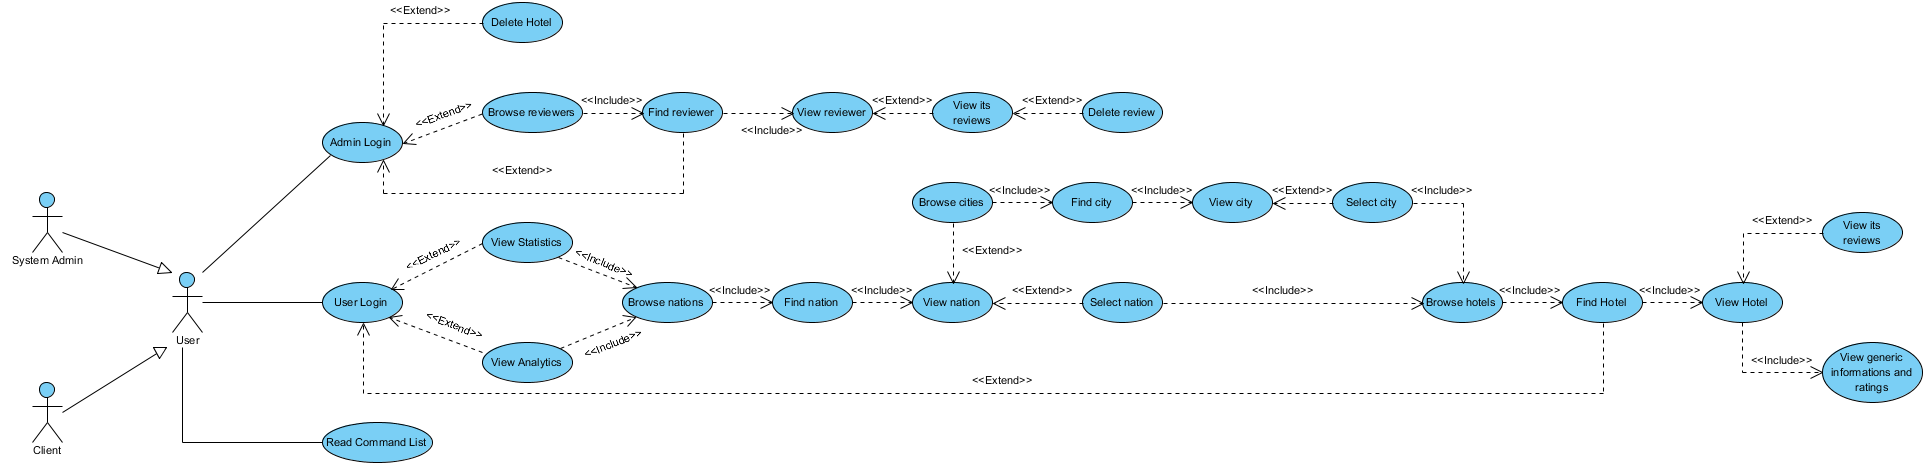 <<Extend>>
Delete Hotel
<<Extend>>
Browse reviewers
<<Include>>
Find reviewer
<<Include>>
View reviewer
<<Extend>>
View its
reviews
<<Extend>>
Delete review
Admin Login
<<Extend>>
System Admin
Browse cities
<<Include>>
Find city
<<Include>>
View city
<<Extend>>
Select city
<<Include>>
<<Extend>>
<<Extend>>
View its
reviews
<<Extend>>
View Statistics
<<Include>>
User Login
Browse nations
<<Include>>
Find nation
<<Include>>
View nation
<<Extend>>
Select nation
<<Include>>
Browse hotels
<<Include>>
Find Hotel
<<Include>>
View Hotel
User
<<Extend>>
View Analytics
<<Include>>
<<Extend>>
<<Include>>
View generic
informations and
ratings
Client
Read Command List